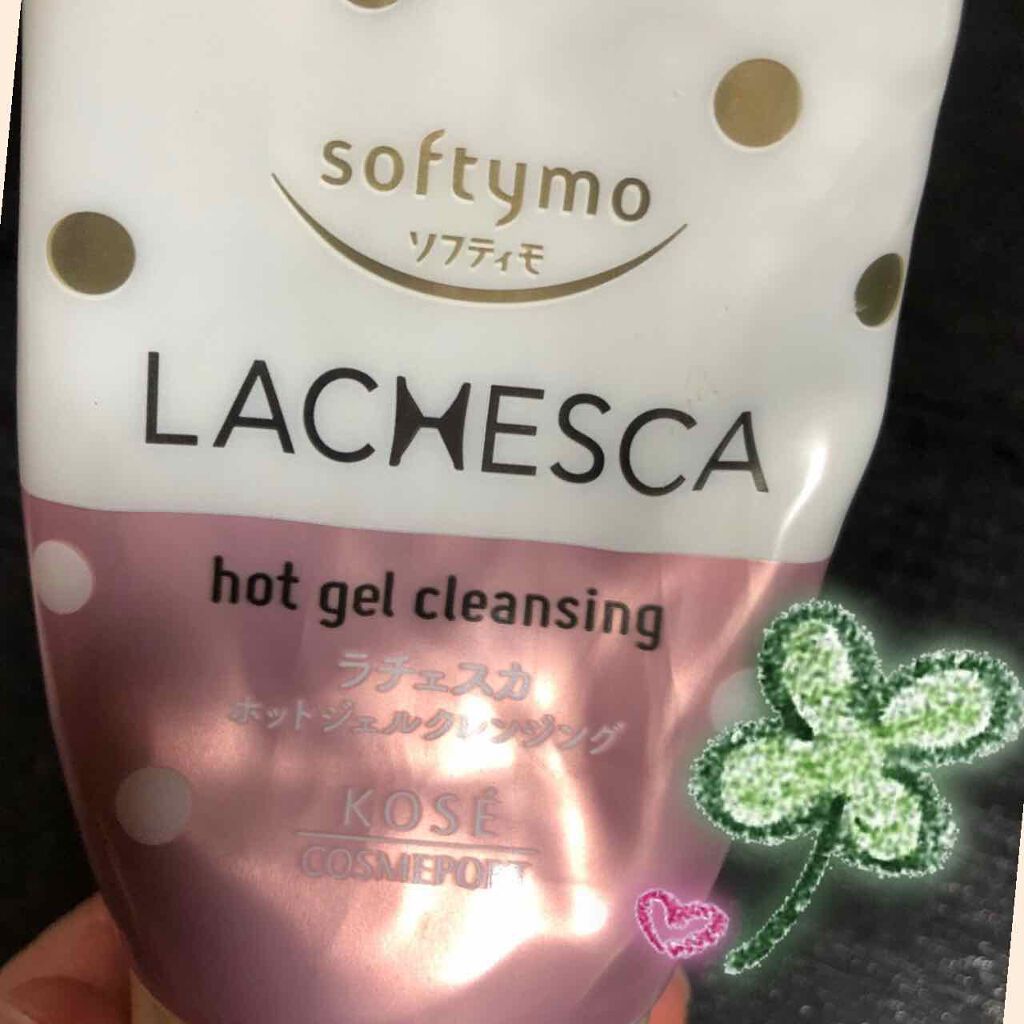 softymo
ソフティモ
LACHESCA
hot gel cleansing
ラチェスカ
ホットジェルクレンジング
KOSÉ
COSMEPORT